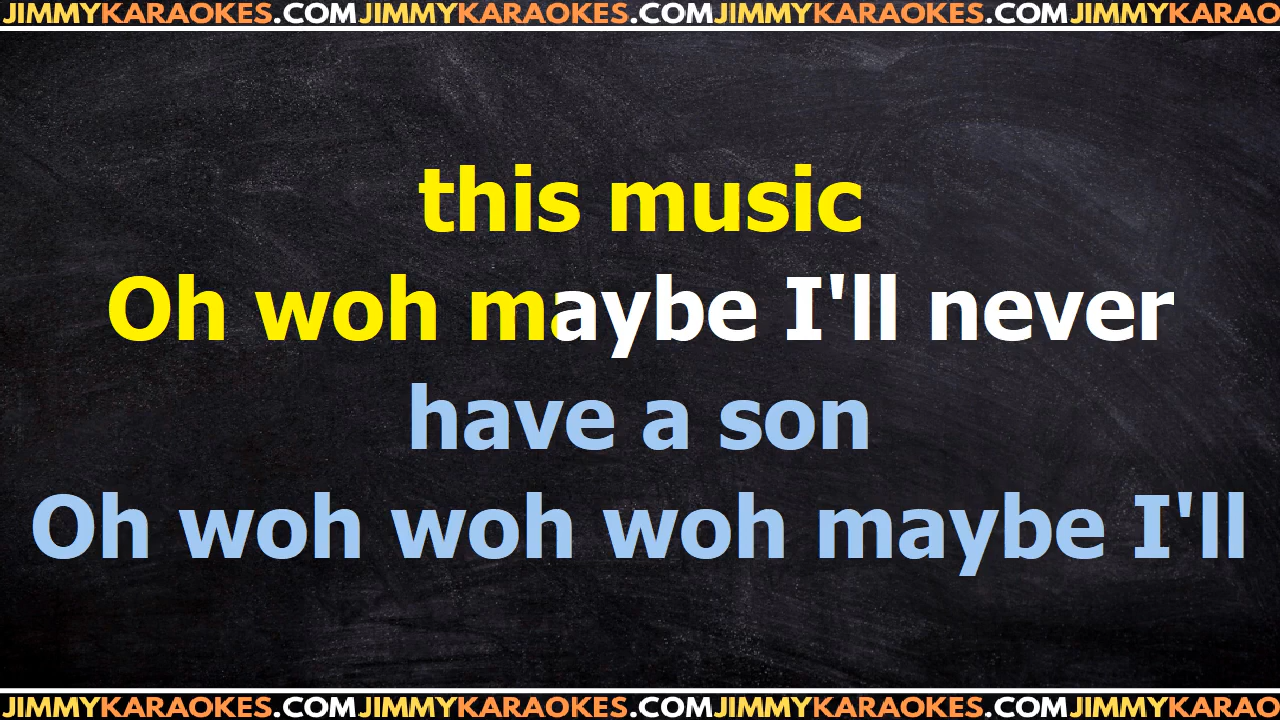 JIMMYKARAOKES.COMJIMMYKARAOKES.COMJIMMYKARAOKES.COMJIMMYKARAO
this music
Oh woh maybe I'll never
have a son
Oh woh woh woh maybe I'll
JIMMYKARAOKES.COMJIMMYKARAOKES.COMJIMMYKARAOKES.COMJIMMYKARAO